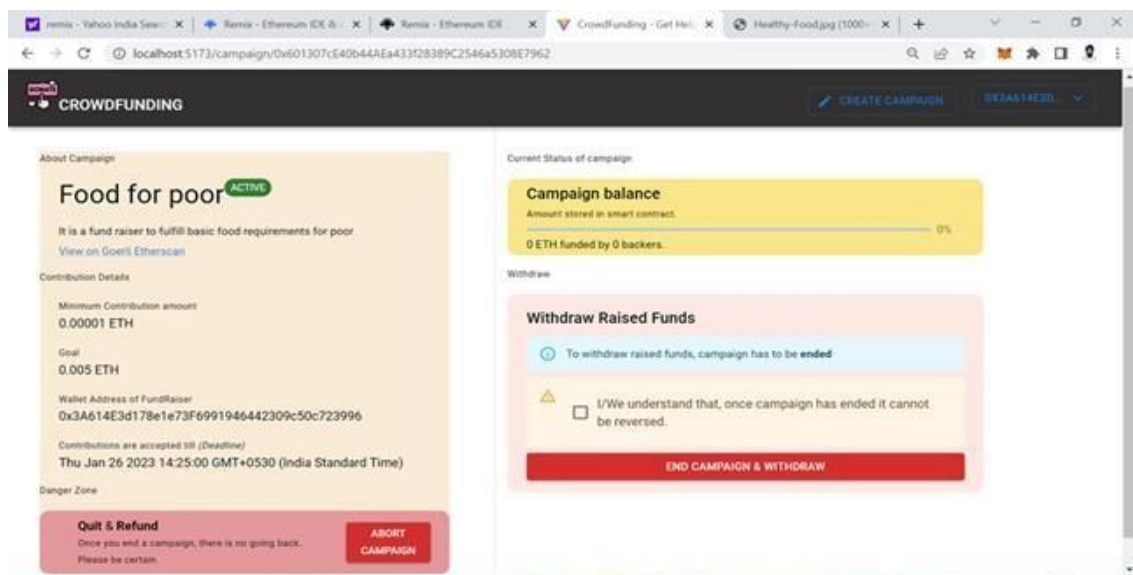 remix - Yahoo India Sear
Remix - Ethereum IDE &
Remix - Ethereum IDE
CrowdFunding - Get Hel
Healthy-Food.jpg (1000×
localhost:5173/campaign/0x601307cE40b44AEa433f28389C2546a5308E7962
CROWDFUNDING
CREATE CAMPAIGN
0X3A614E3D...
About Campaign
Food for poor ACTIVE
It is a fund raiser to fulfill basic food requirements for poor
View on Goerli Etherscan
Contribution Details
Minimum Contribution amount
0.00001 ETH
Goal
0.005 ETH
Wallet Address of FundRaiser
0x3A614E3d178e1e73F6991946442309c50c723996
Contributions are accepted till (Deadline)
Thu Jan 26 2023 14:25:00 GMT+0530 (India Standard Time)
Danger Zone
Quit & Refund
Once you end a campaign, there is no going back.
Please be certain.
ABORT
CAMPAIGN
Current Status of campaign
Campaign balance
Amount stored in smart contract
0%
0 ETH funded by 0 backers.
Withdraw
Withdraw Raised Funds
To withdraw raised funds, campaign has to be ended
I/We understand that, once campaign has ended it cannot
be reversed.
END CAMPAIGN & WITHDRAW